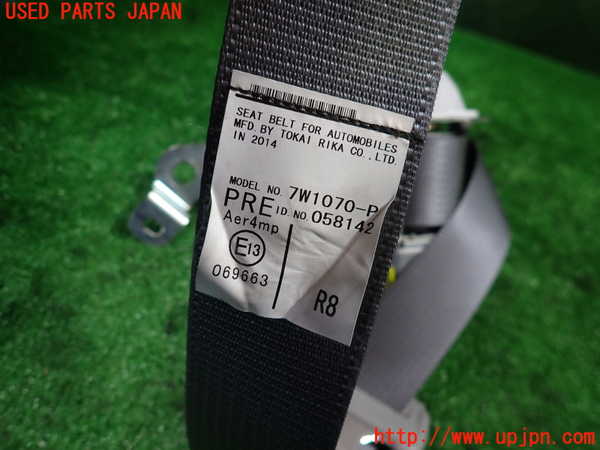 USED PARTS JAPAN
SEAT BELT FOR AUTOMOBILES
MFD. BY TOKAI RIKA CO., LTD.
IN 2014
MODEL NO. 7W1070-P
PRE ID.NO. 058142
Aer4mp
E13
069663
R8
http://www.upjpn.com/